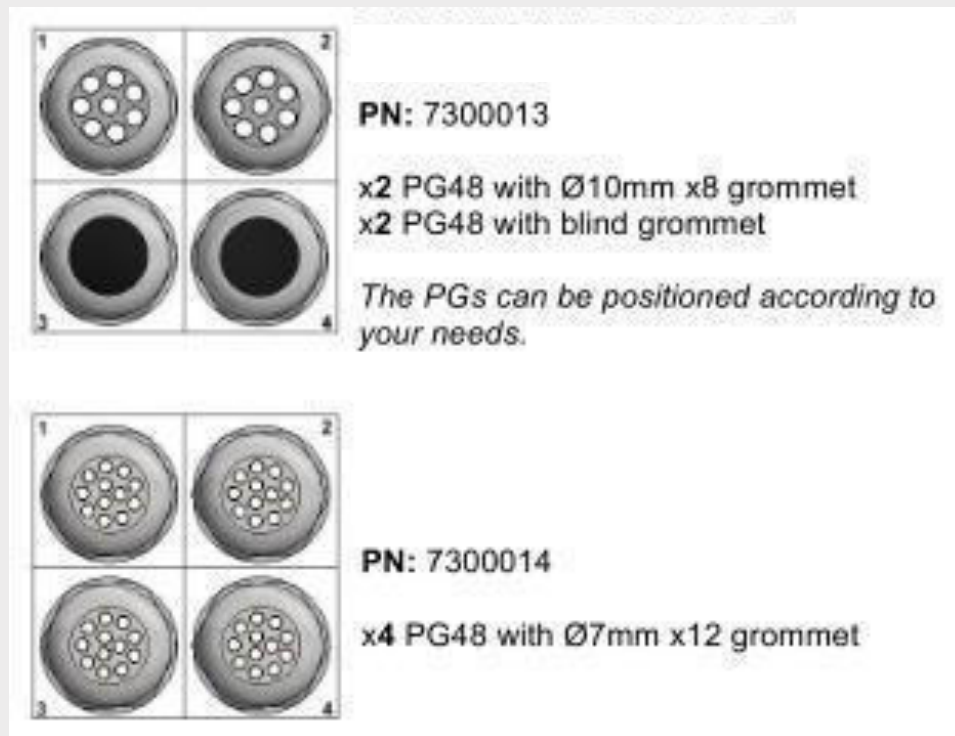 1
2
3
4
PN: 7300013
x2 PG48 with Ø10mm x8 grommet
x2 PG48 with blind grommet
The PGs can be positioned according to
your needs.
1
2
3
4
PN: 7300014
x4 PG48 with Ø7mm x12 grommet